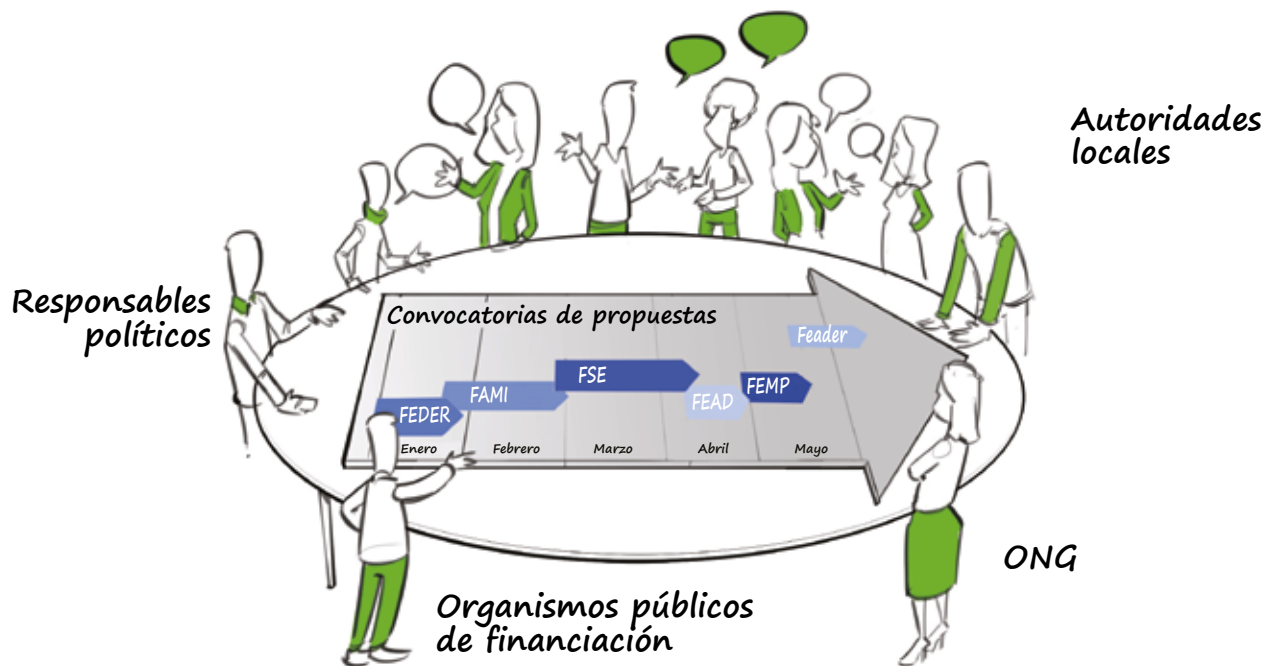 Autoridades
locales
Responsables
políticos
Convocatorias de propuestas
Feader
FSE
FEMP
FAMI
FEAD
FEDER
Enero
Febrero
Marzo
Abril
Mayo
ONG
Organismos públicos
de financiación